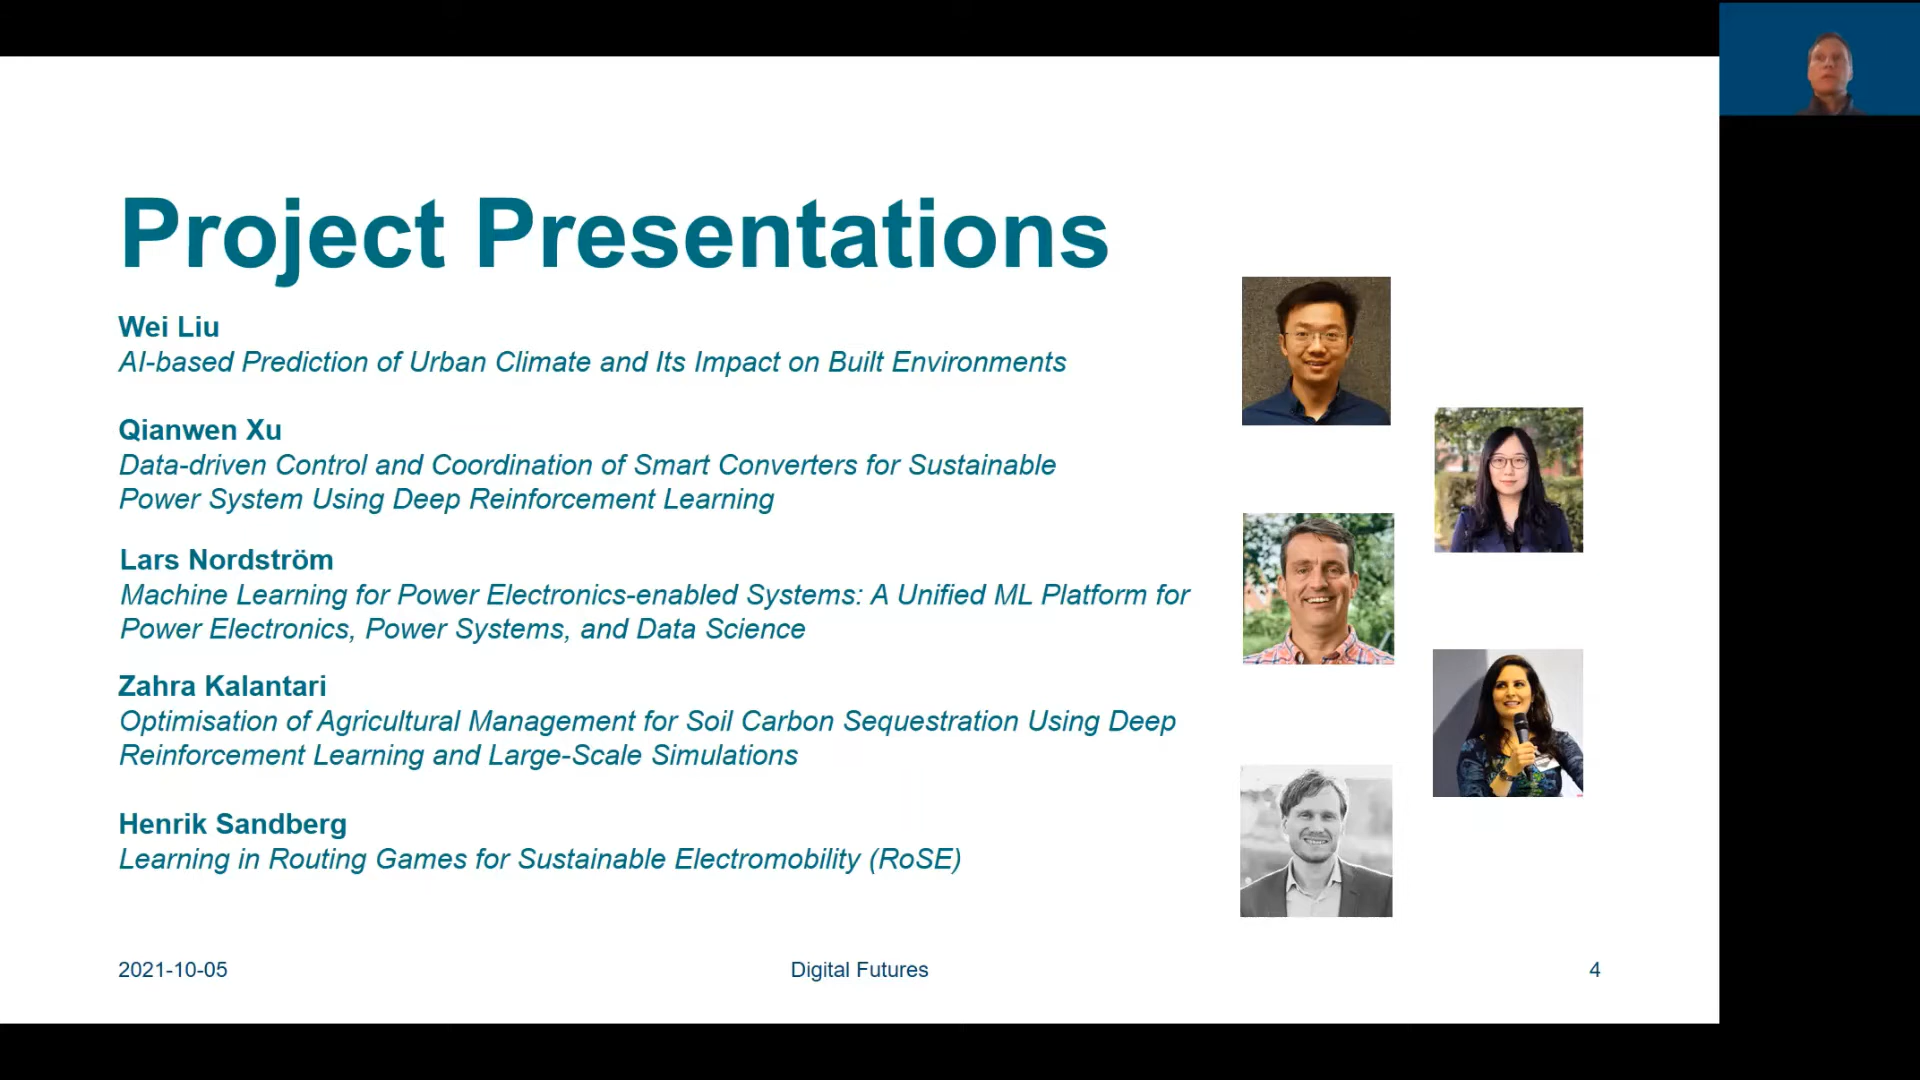 Project Presentations
Wei Liu
AI-based Prediction of Urban Climate and Its Impact on Built Environments
Qianwen Xu
Data-driven Control and Coordination of Smart Converters for Sustainable
Power System Using Deep Reinforcement Learning
Lars Nordström
Machine Learning for Power Electronics-enabled Systems: A Unified ML Platform for
Power Electronics, Power Systems, and Data Science
Zahra Kalantari
Optimisation of Agricultural Management for Soil Carbon Sequestration Using Deep
Reinforcement Learning and Large-Scale Simulations
Henrik Sandberg
Learning in Routing Games for Sustainable Electromobility (RoSE)
2021-10-05
Digital Futures
4